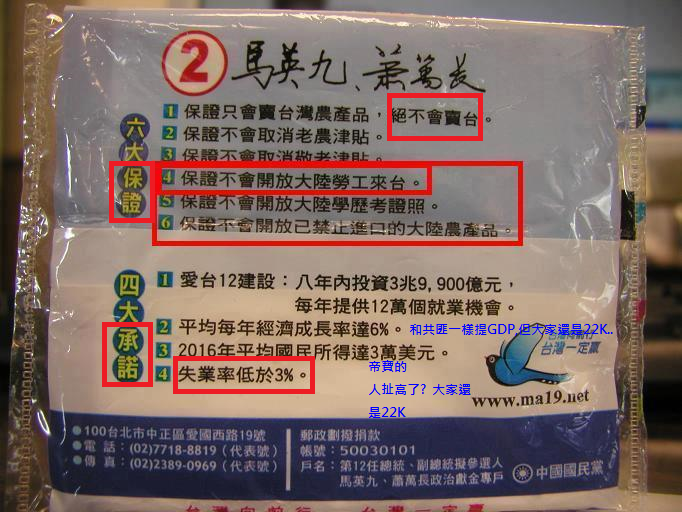 ② 馬英九、蕭萬長
六大保證
1 保證只會賣台灣農產品，絕不會賣台。
2 保證不會取消老農津貼。
3 保證不會取消敬老津貼。
4 保證不會開放大陸勞工來台。
5 保證不會開放大陸學歷考證照。
6 保證不會開放已禁止進口的大陸農產品。
四大承諾
1 愛台12建設：八年內投資3兆9,900億元，
每年提供12萬個就業機會。
2 平均每年經濟成長率達6%。
和共匪一樣提GDP,但大家還是22K..
3 2016年平均國民所得達3萬美元。
4 失業率低於3%。
帝寶的
人扯高了? 大家還
是22K
台灣向前行
台灣一定贏
www.ma19.net
●100台北市中正區愛國西路19號
●電話：(02)7718-8819（代表號）
●傳真：(02)2389-0969（代表號）
郵政劃撥捐款
帳號：50030101
戶名：第12任總統、副總統擬參選人
馬英九、蕭萬長政治獻金專戶
中國國民黨
台灣向前行 台灣一定贏